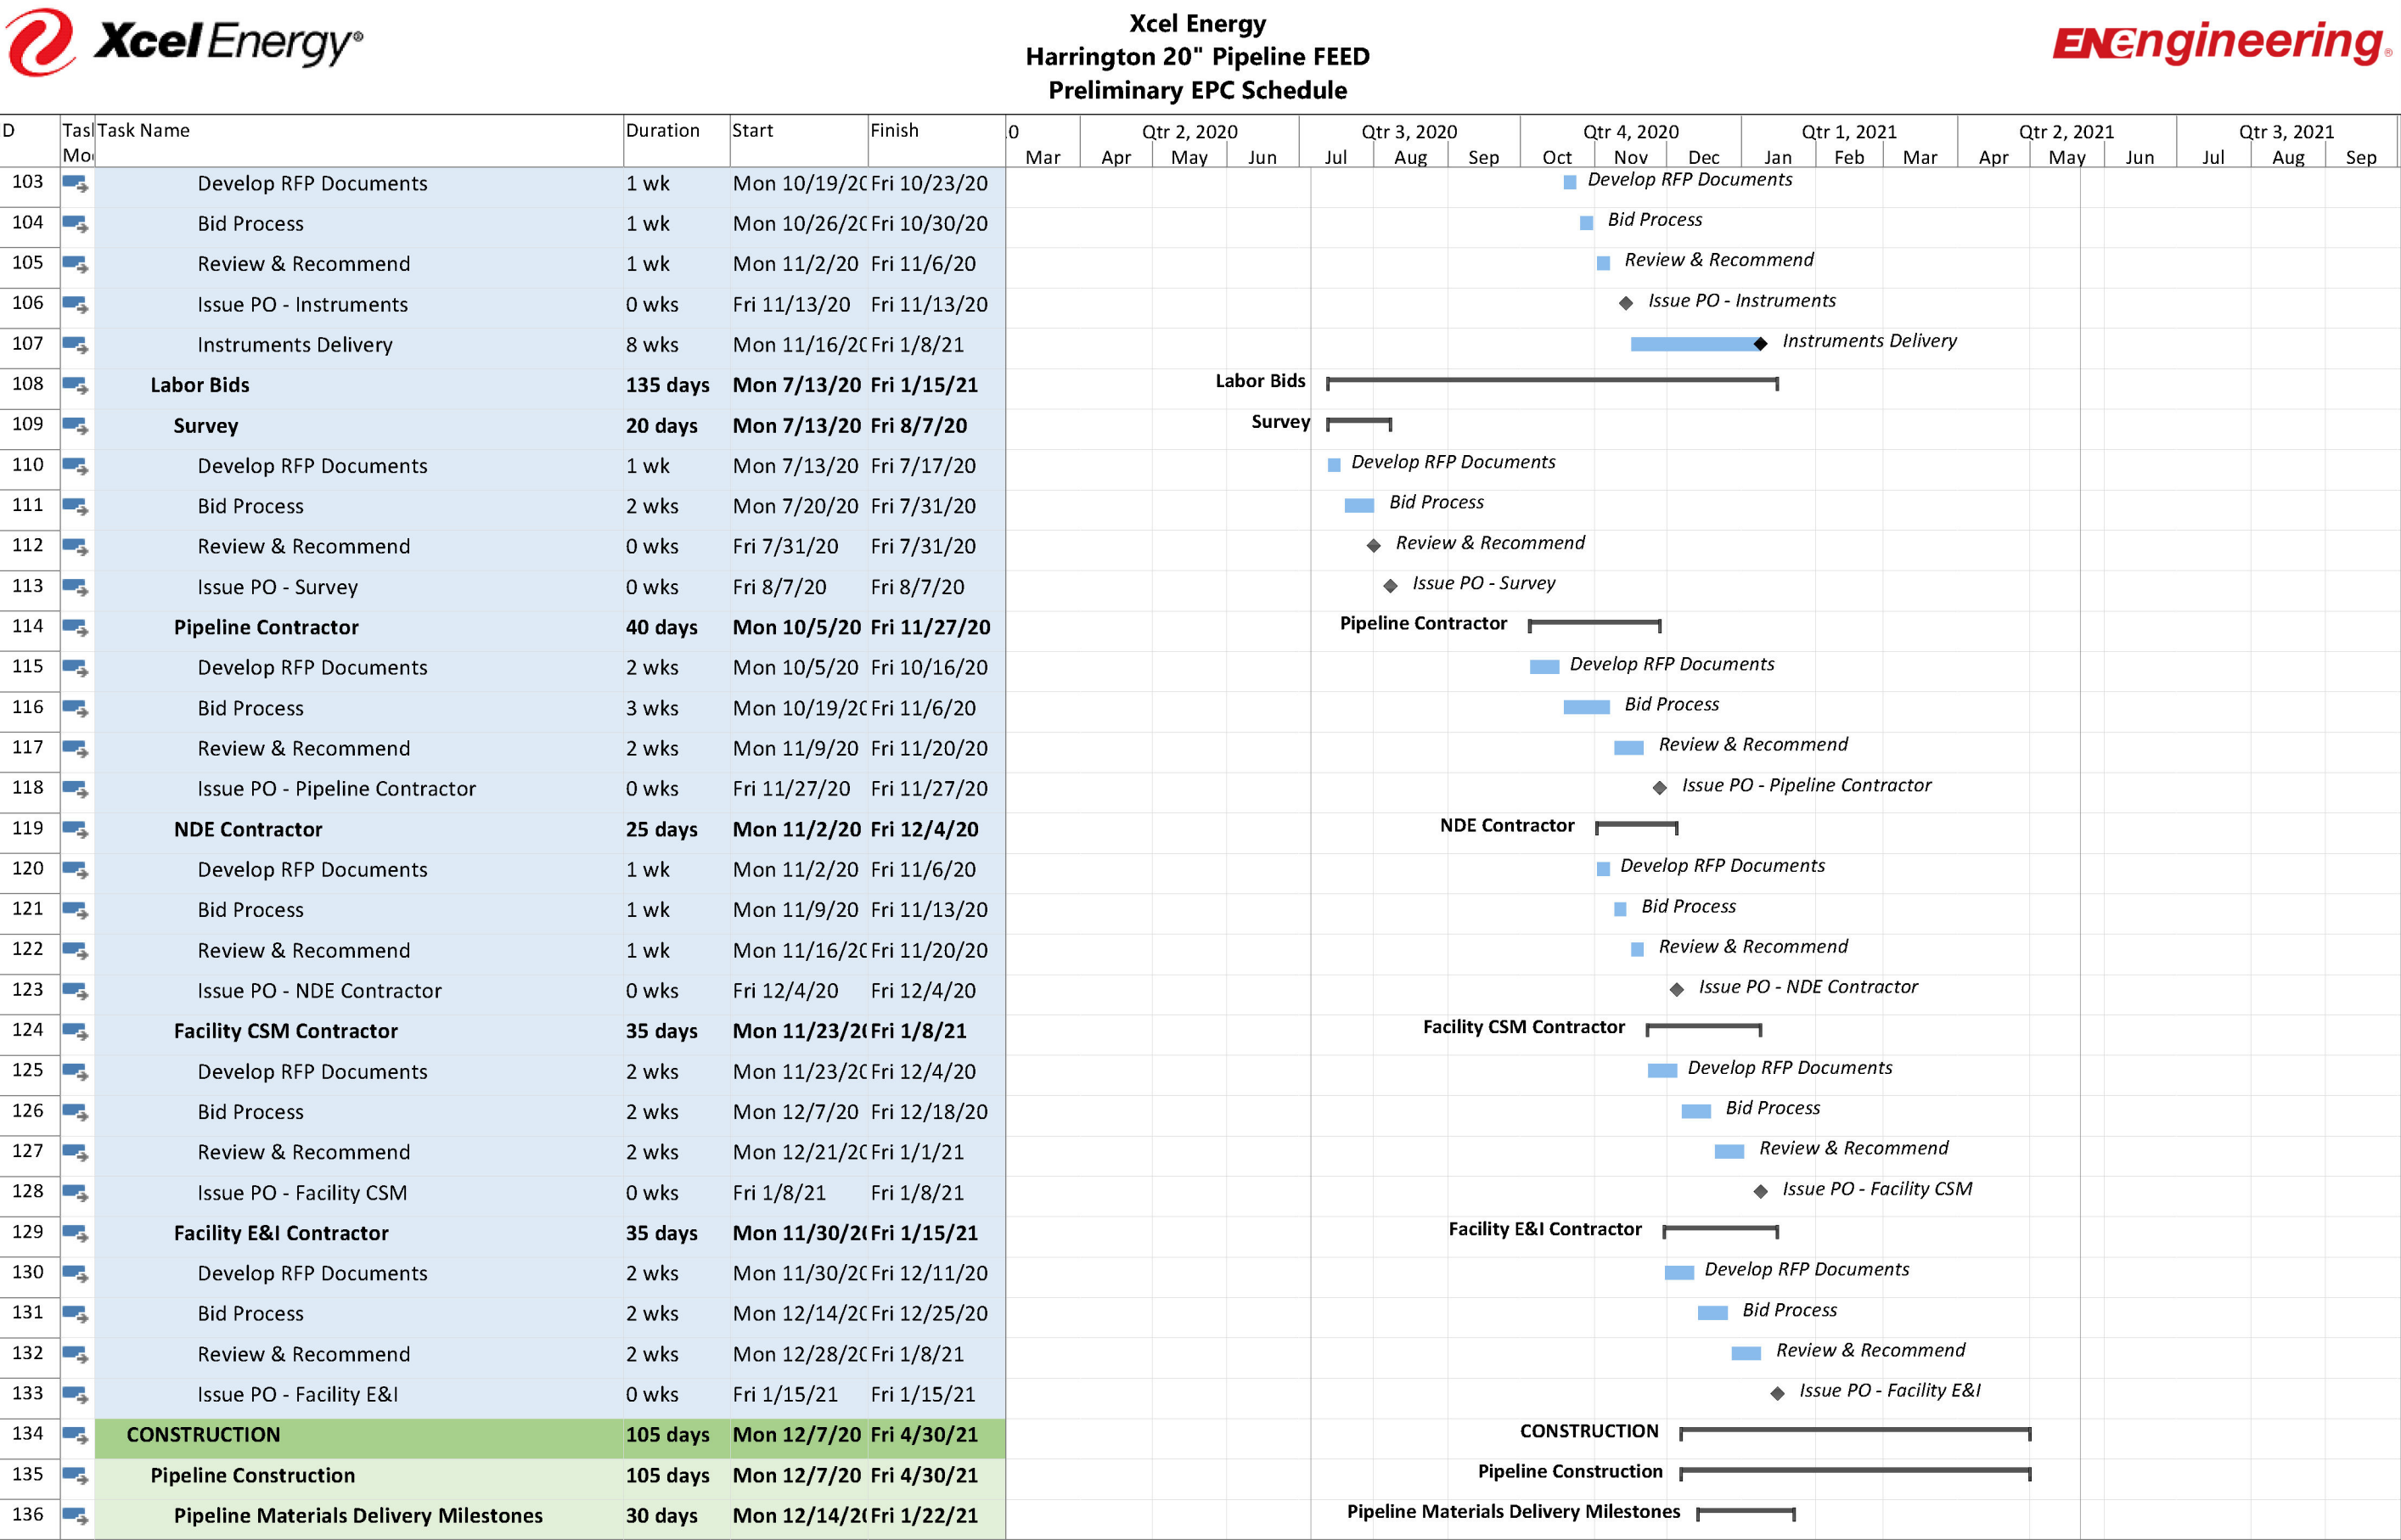 Xcel Energy®
Xcel Energy
Harrington 20" Pipeline FEED
Preliminary EPC Schedule
ENEngineering®
D Task Name Duration Start Finish .0 Qtr 2, 2020 Qtr 3, 2020 Qtr 4, 2020 Qtr 1, 2021 Qtr 2, 2021 Qtr 3, 2021
Mar Apr May Jun Jul Aug Sep Oct Nov Dec Jan Feb Mar Apr May Jun Jul Aug Sep
103 Develop RFP Documents 1 wk Mon 10/19/20 Fri 10/23/20 Develop RFP Documents
104 Bid Process 1 wk Mon 10/26/20 Fri 10/30/20 Bid Process
105 Review & Recommend 1 wk Mon 11/2/20 Fri 11/6/20 Review & Recommend
106 Issue PO - Instruments 0 wks Fri 11/13/20 Fri 11/13/20 Issue PO - Instruments
107 Instruments Delivery 8 wks Mon 11/16/20 Fri 1/8/21 Instruments Delivery
108 Labor Bids 135 days Mon 7/13/20 Fri 1/15/21 Labor Bids
109 Survey 20 days Mon 7/13/20 Fri 8/7/20 Survey
110 Develop RFP Documents 1 wk Mon 7/13/20 Fri 7/17/20 Develop RFP Documents
111 Bid Process 2 wks Mon 7/20/20 Fri 7/31/20 Bid Process
112 Review & Recommend 0 wks Fri 7/31/20 Fri 7/31/20 Review & Recommend
113 Issue PO - Survey 0 wks Fri 8/7/20 Fri 8/7/20 Issue PO - Survey
114 Pipeline Contractor 40 days Mon 10/5/20 Fri 11/27/20 Pipeline Contractor
115 Develop RFP Documents 2 wks Mon 10/5/20 Fri 10/16/20 Develop RFP Documents
116 Bid Process 3 wks Mon 10/19/20 Fri 11/6/20 Bid Process
117 Review & Recommend 2 wks Mon 11/9/20 Fri 11/20/20 Review & Recommend
118 Issue PO - Pipeline Contractor 0 wks Fri 11/27/20 Fri 11/27/20 Issue PO - Pipeline Contractor
119 NDE Contractor 25 days Mon 11/2/20 Fri 12/4/20 NDE Contractor
120 Develop RFP Documents 1 wk Mon 11/2/20 Fri 11/6/20 Develop RFP Documents
121 Bid Process 1 wk Mon 11/9/20 Fri 11/13/20 Bid Process
122 Review & Recommend 1 wk Mon 11/16/20 Fri 11/20/20 Review & Recommend
123 Issue PO - NDE Contractor 0 wks Fri 12/4/20 Fri 12/4/20 Issue PO - NDE Contractor
124 Facility CSM Contractor 35 days Mon 11/23/20 Fri 1/8/21 Facility CSM Contractor
125 Develop RFP Documents 2 wks Mon 11/23/20 Fri 12/4/20 Develop RFP Documents
126 Bid Process 2 wks Mon 12/7/20 Fri 12/18/20 Bid Process
127 Review & Recommend 2 wks Mon 12/21/20 Fri 1/1/21 Review & Recommend
128 Issue PO - Facility CSM 0 wks Fri 1/8/21 Fri 1/8/21 Issue PO - Facility CSM
129 Facility E&I Contractor 35 days Mon 11/30/20 Fri 1/15/21 Facility E&I Contractor
130 Develop RFP Documents 2 wks Mon 11/30/20 Fri 12/11/20 Develop RFP Documents
131 Bid Process 2 wks Mon 12/14/20 Fri 12/25/20 Bid Process
132 Review & Recommend 2 wks Mon 12/28/20 Fri 1/8/21 Review & Recommend
133 Issue PO - Facility E&I 0 wks Fri 1/15/21 Fri 1/15/21 Issue PO - Facility E&I
134 CONSTRUCTION 105 days Mon 12/7/20 Fri 4/30/21 CONSTRUCTION
135 Pipeline Construction 105 days Mon 12/7/20 Fri 4/30/21 Pipeline Construction
136 Pipeline Materials Delivery Milestones 30 days Mon 12/14/20 Fri 1/22/21 Pipeline Materials Delivery Milestones